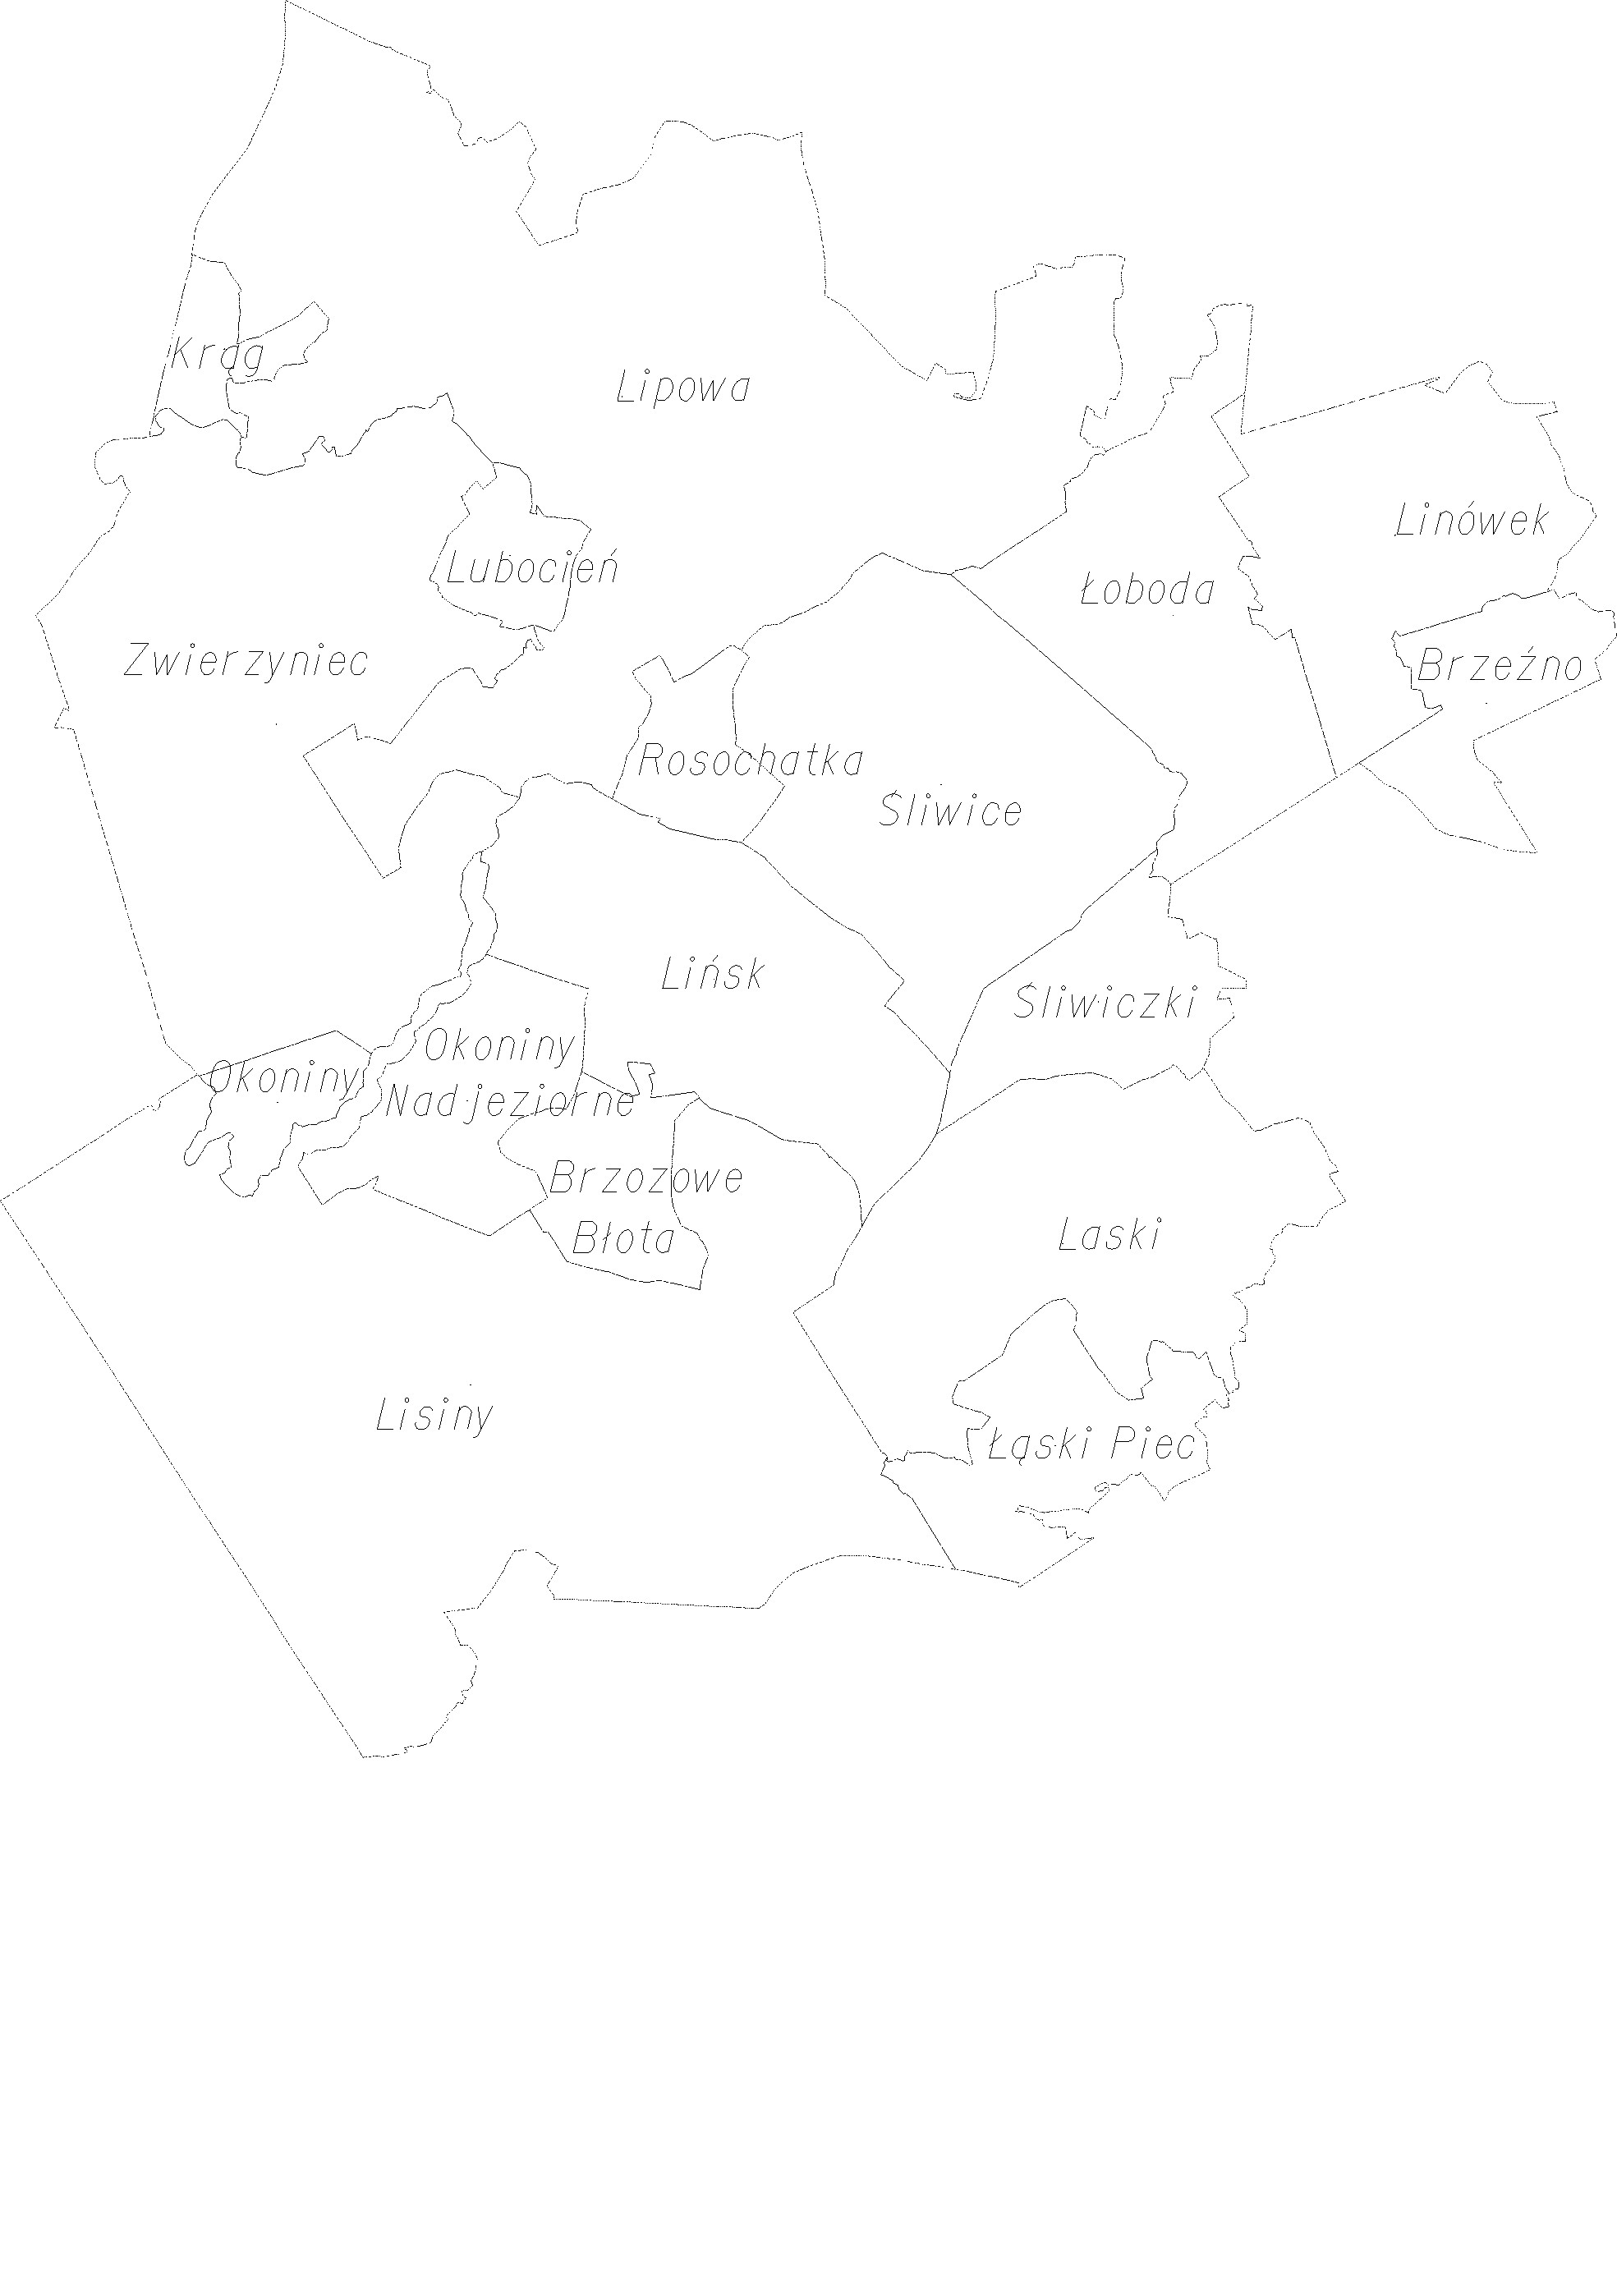 Krąg
Lipowa
Linówek
Lubocień
Łoboda
Zwierzyniec
Brzeźno
Rosochatka
Śliwice
Lińsk
Śliwiczki
Okoniny
Okoniny
Nadjeziorne
Brzozowe
Błota
Laski
Lisiny
Łąski Piec